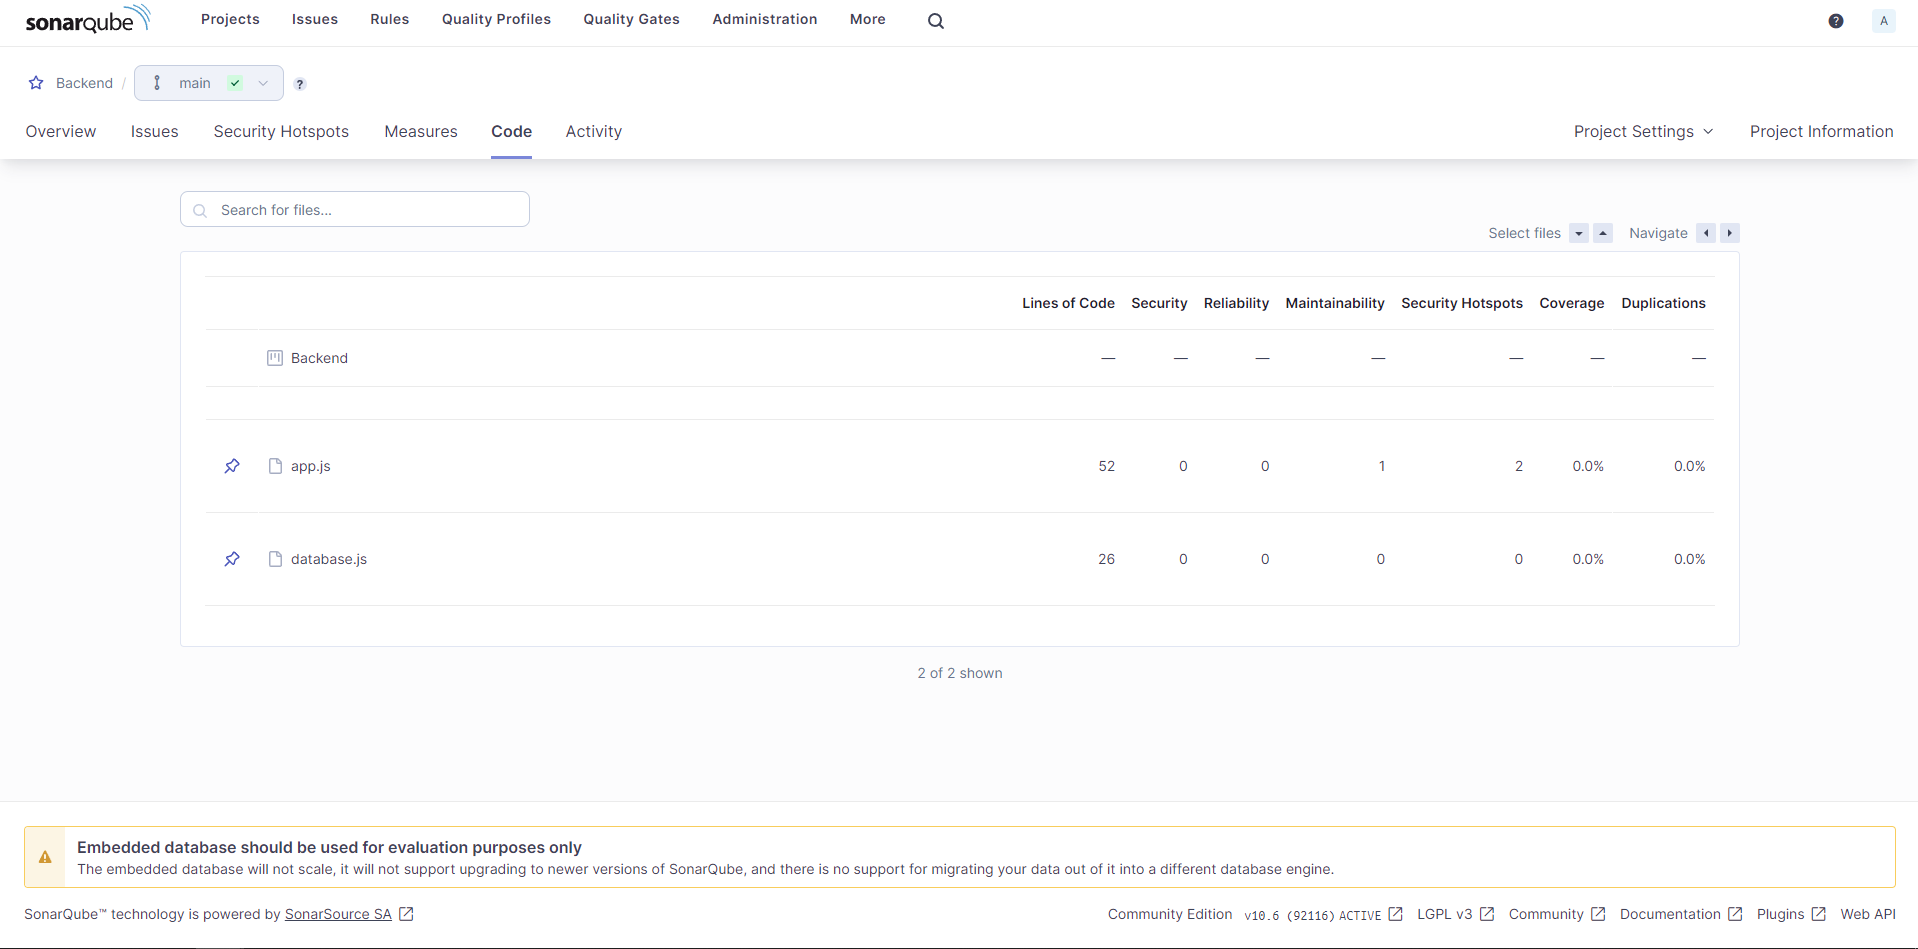 sonarqube Projects Issues Rules Quality Profiles Quality Gates Administration More ? A
Backend / main ?
Overview Issues Security Hotspots Measures Code Activity Project Settings Project Information
Search for files...
Select files Navigate
Lines of Code Security Reliability Maintainability Security Hotspots Coverage Duplications
Backend — — — — — — —
app.js 52 0 0 1 2 0.0% 0.0%
database.js 26 0 0 0 0 0.0% 0.0%
2 of 2 shown
Embedded database should be used for evaluation purposes only
The embedded database will not scale, it will not support upgrading to newer versions of SonarQube, and there is no support for migrating your data out of it into a different database engine.
SonarQube™ technology is powered by SonarSource SA Community Edition v10.6 (92116) ACTIVE LGPL v3 Community Documentation Plugins Web API